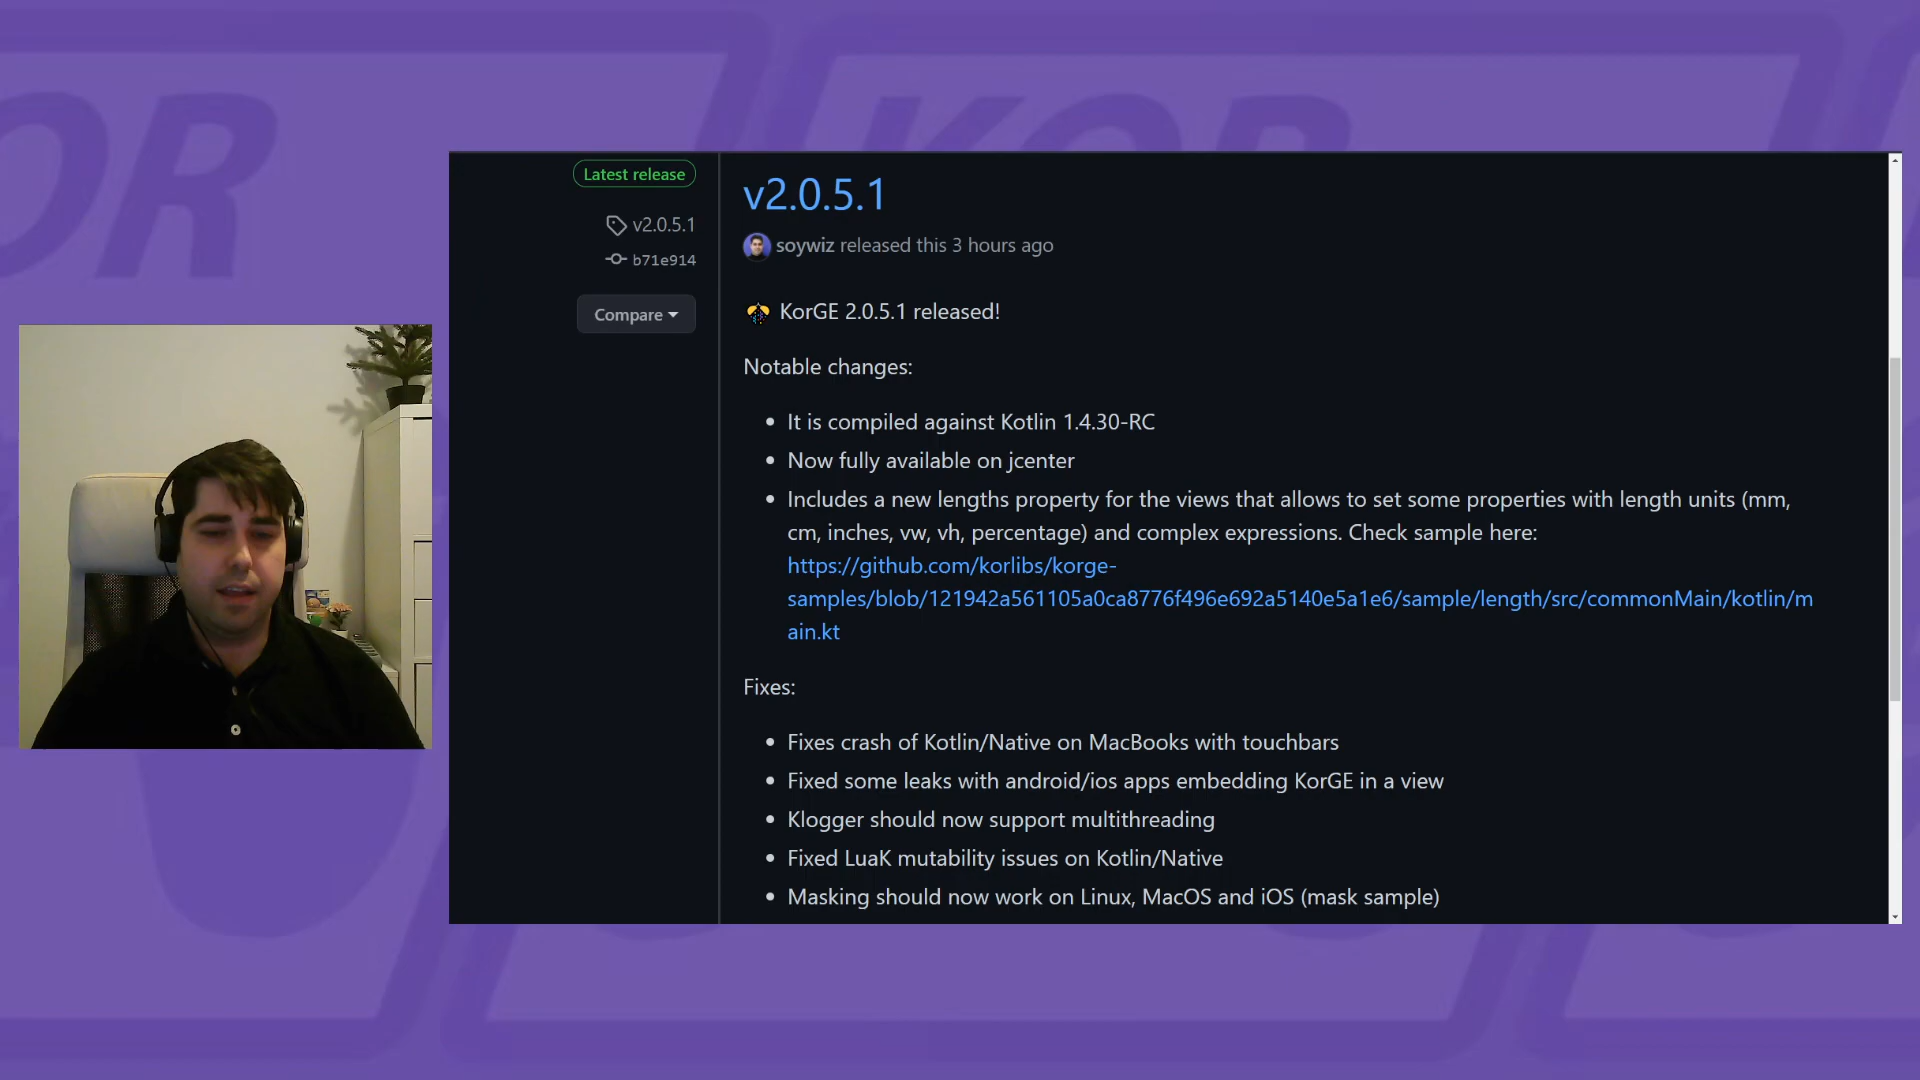 KOR
KOR
Latest release
v2.0.5.1
b71e914
Compare
v2.0.5.1
soywiz released this 3 hours ago
KorGE 2.0.5.1 released!
Notable changes:
It is compiled against Kotlin 1.4.30-RC
Now fully available on jcenter
Includes a new lengths property for the views that allows to set some properties with length units (mm,
cm, inches, vw, vh, percentage) and complex expressions. Check sample here:
https://github.com/korlibs/korge-
samples/blob/121942a561105a0ca8776f496e692a5140e5a1e6/sample/length/src/commonMain/kotlin/m
ain.kt
Fixes:
Fixes crash of Kotlin/Native on MacBooks with touchbars
Fixed some leaks with android/ios apps embedding KorGE in a view
Klogger should now support multithreading
Fixed LuaK mutability issues on Kotlin/Native
Masking should now work on Linux, MacOS and iOS (mask sample)